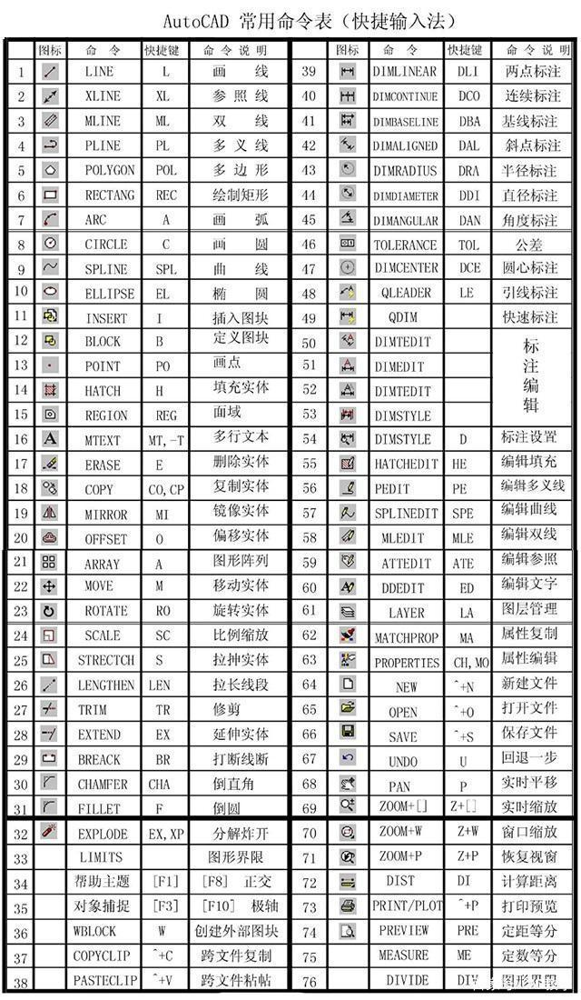 AutoCAD 常用命令表（快捷输入法）
图标 命 令 快捷键 命 令 说 明 图标 命 令 快捷键 命 令 说 明
1 LINE L 画 线 39 DIMLINEAR DLI 两点标注
2 XLINE XL 参 照 线 40 DIMCONTINUE DCO 连续标注
3 MLINE ML 双 线 41 DIMBASELINE DBA 基线标注
4 PLINE PL 多 义 线 42 DIMALIGNED DAL 斜点标注
5 POLYGON POL 多 边 形 43 DIMRADIUS DRA 半径标注
6 RECTANG REC 绘制矩形 44 DIMDIAMETER DDI 直径标注
7 ARC A 画 弧 45 DIMANGULAR DAN 角度标注
8 CIRCLE C 画 圆 46 TOLERANCE TOL 公差
9 SPLINE SPL 曲 线 47 DIMCENTER DCE 圆心标注
10 ELLIPSE EL 椭 圆 48 QLEADER LE 引线标注
11 INSERT I 插入图块 49 QDIM 快速标注
12 BLOCK B 定义图块 50 DIMTEDIT 标注编辑
13 POINT PO 画点 51 DIMEDIT
14 HATCH H 填充实体 52 DIMTEDIT
15 REGION REG 面域 53 DIMSTYLE
16 MTEXT MT,-T 多行文本 54 DIMSTYLE D 标注设置
17 ERASE E 删除实体 55 HATCHEDIT HE 编辑填充
18 COPY CO,CP 复制实体 56 PEDIT PE 编辑多义线
19 MIRROR MI 镜像实体 57 SPLINEDIT SPE 编辑曲线
20 OFFSET O 偏移实体 58 MLEDIT MLE 编辑双线
21 ARRAY A 图形阵列 59 ATTEDIT ATE 编辑参照
22 MOVE M 移动实体 60 DDEDIT ED 编辑文字
23 ROTATE RO 旋转实体 61 LAYER LA 图层管理
24 SCALE SC 比例缩放 62 MATCHPROP MA 属性复制
25 STRECTCH S 拉抻实体 63 PROPERTIES CH,MO 属性编辑
26 LENGTHEN LEN 拉长线段 64 NEW ^+N 新建文件
27 TRIM TR 修剪 65 OPEN ^+O 打开文件
28 EXTEND EX 延伸实体 66 SAVE ^+S 保存文件
29 BREACK BR 打断线断 67 UNDO U 回退一步
30 CHAMFER CHA 倒直角 68 PAN P 实时平移
31 FILLET F 倒圆 69 ZOOM+[] Z+[] 实时缩放
32 EXPLODE EX,XP 分解炸开 70 ZOOM+W Z+W 窗口缩放
33 LIMITS 图形界限 71 ZOOM+P Z+P 恢复视窗
34 帮助主题 [F1] [F8] 正交 72 DIST DI 计算距离
35 对象捕捉 [F3] [F10] 极轴 73 PRINT/PLOT ^+P 打印预览
36 WBLOCK W 创建外部图块 74 PREVIEW PRE 定距等分
37 COPYCLIP ^+C 跨文件复制 75 MEASURE ME 定数等分
38 PASTECLIP ^+V 跨文件粘帖 76 DIVIDE DIV 图形界限